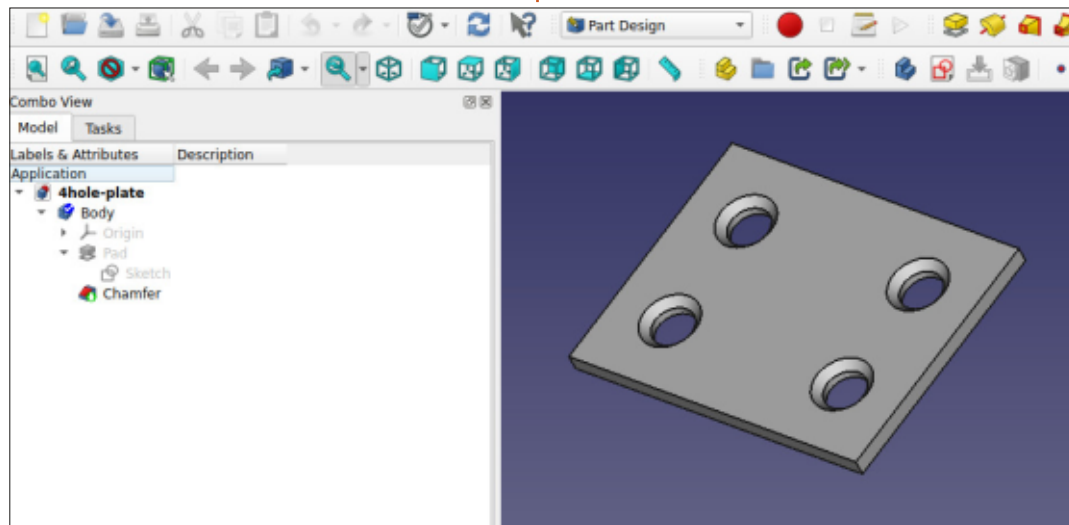 Part Design
Combo View
Model Tasks
Labels & Attributes Description
Application
4hole-plate
Body
Origin
Pad
Sketch
Chamfer